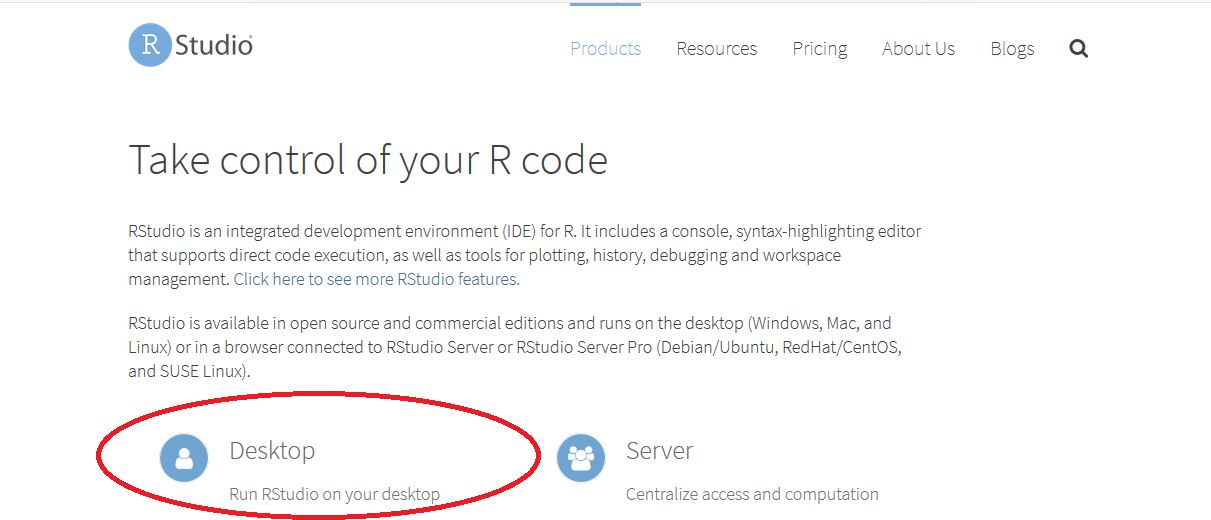 R Studio®
Products Resources Pricing About Us Blogs
Take control of your R code
RStudio is an integrated development environment (IDE) for R. It includes a console, syntax-highlighting editor
that supports direct code execution, as well as tools for plotting, history, debugging and workspace
management. Click here to see more RStudio features.
RStudio is available in open source and commercial editions and runs on the desktop (Windows, Mac, and
Linux) or in a browser connected to RStudio Server or RStudio Server Pro (Debian/Ubuntu, RedHat/CentOS,
and SUSE Linux).
Desktop
Run RStudio on your desktop
Server
Centralize access and computation